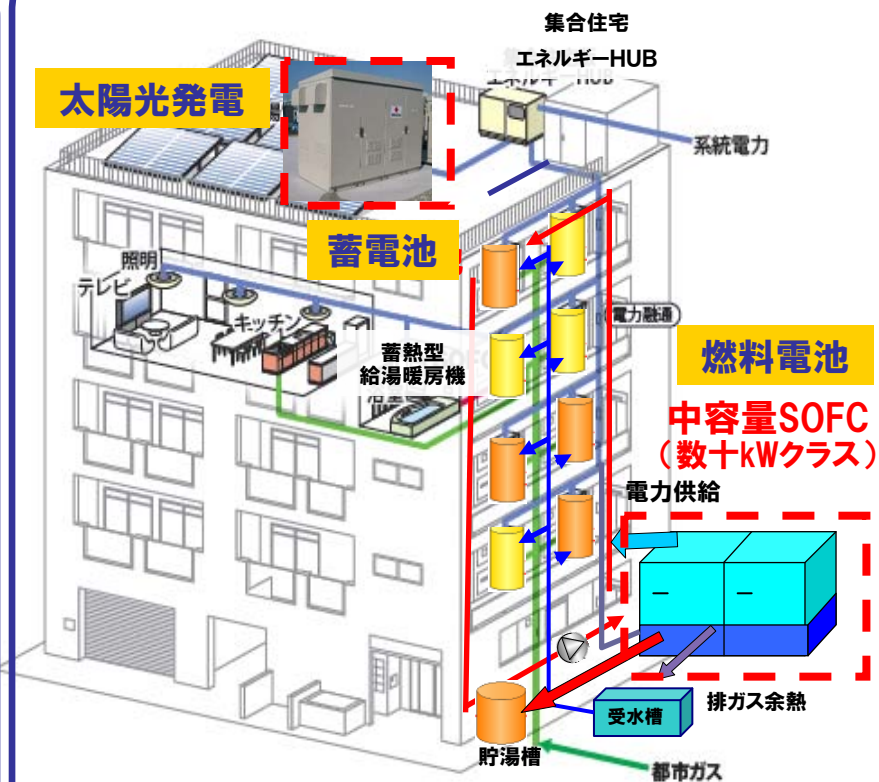 集合住宅
エネルギーHUB
太陽光発電
系統電力
蓄電池
照明
テレビ
キッチン
電力融通
蓄熱型
給湯暖房機
燃料電池
中容量SOFC
(数十kWクラス)
電力供給
排ガス余熱
受水槽
貯湯槽
都市ガス